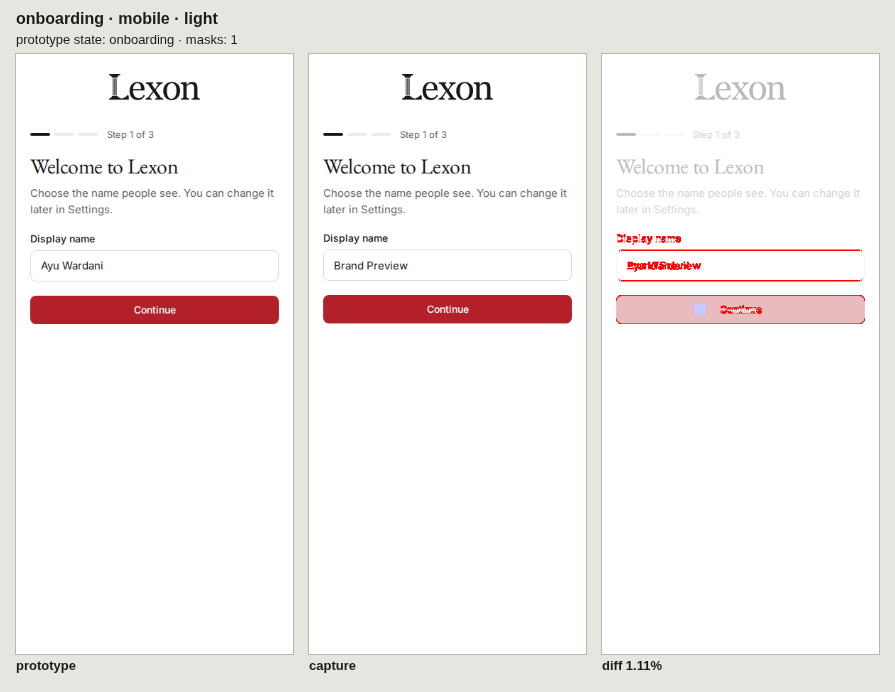 onboarding · mobile · light
prototype state: onboarding · masks: 1
Lexon
Step 1 of 3
Welcome to Lexon
Choose the name people see. You can change it
later in Settings.
Display name
Ayu Wardani
Continue
prototype
Lexon
Step 1 of 3
Welcome to Lexon
Choose the name people see. You can change it
later in Settings.
Display name
Brand Preview
Continue
capture
Lexon
Step 1 of 3
Welcome to Lexon
Choose the name people see. You can change it
later in Settings.
Display name
diff 1.11%